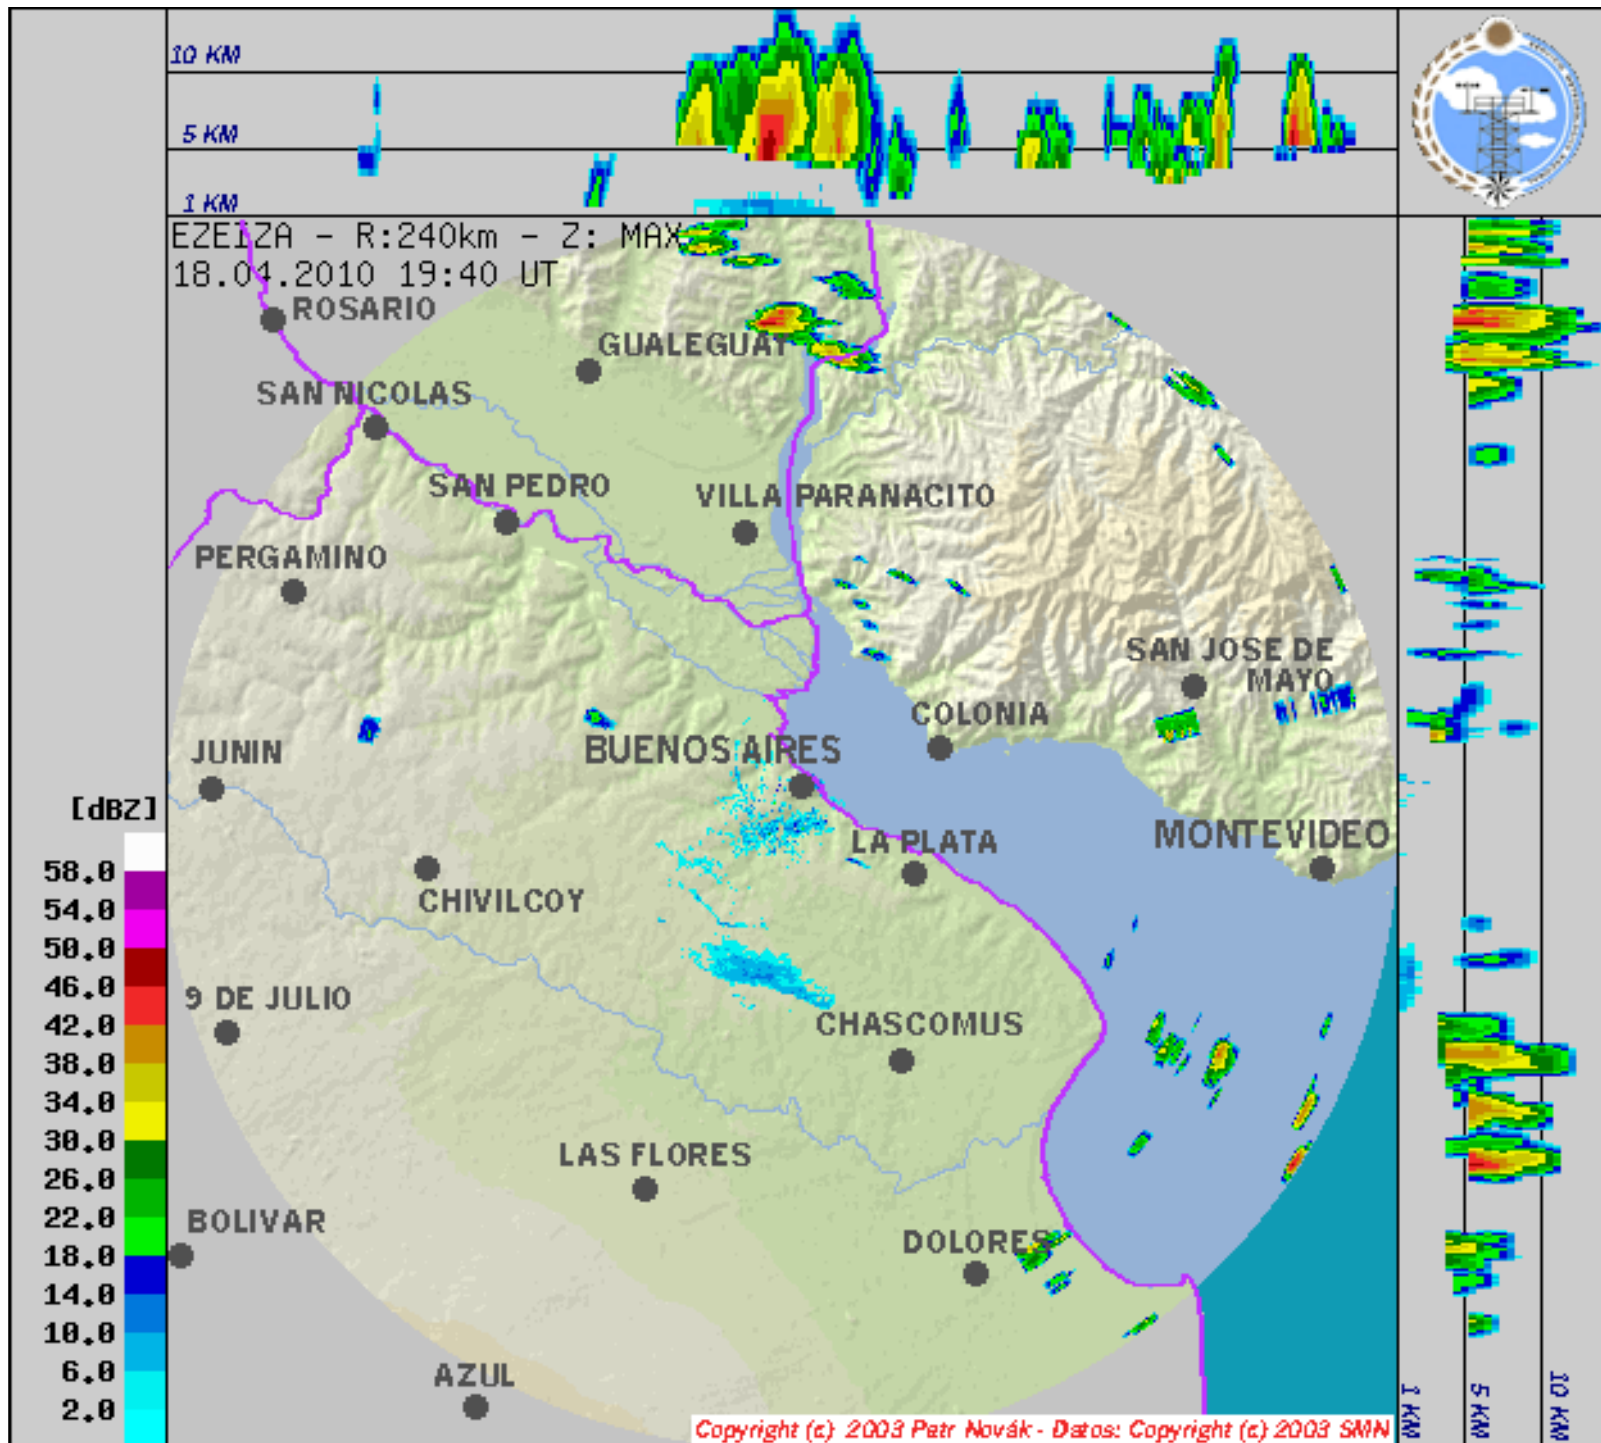 10 KM
5 KM
1 KM
EZEIZA - R:240km - Z: MAX
18.04.2010 19:40 UT
ROSARIO
GUALEGUAY
SAN NICOLAS
SAN PEDRO
VILLA PARANACITO
PERGAMINO
SAN JOSE DE
MAYO
COLONIA
JUNIN
BUENOS AIRES
[dBZ]
LA PLATA
MONTEVIDEO
58.0
54.0
50.0
46.0
42.0
38.0
34.0
30.0
26.0
22.0
18.0
14.0
10.0
6.0
2.0
CHIVILCOY
9 DE JULIO
CHASCOMUS
LAS FLORES
BOLIVAR
DOLORES
AZUL
1 KM
5 KM
10 KM
Copyright (c) 2003 Petr Novák - Datos: Copyright (c) 2003 SMN